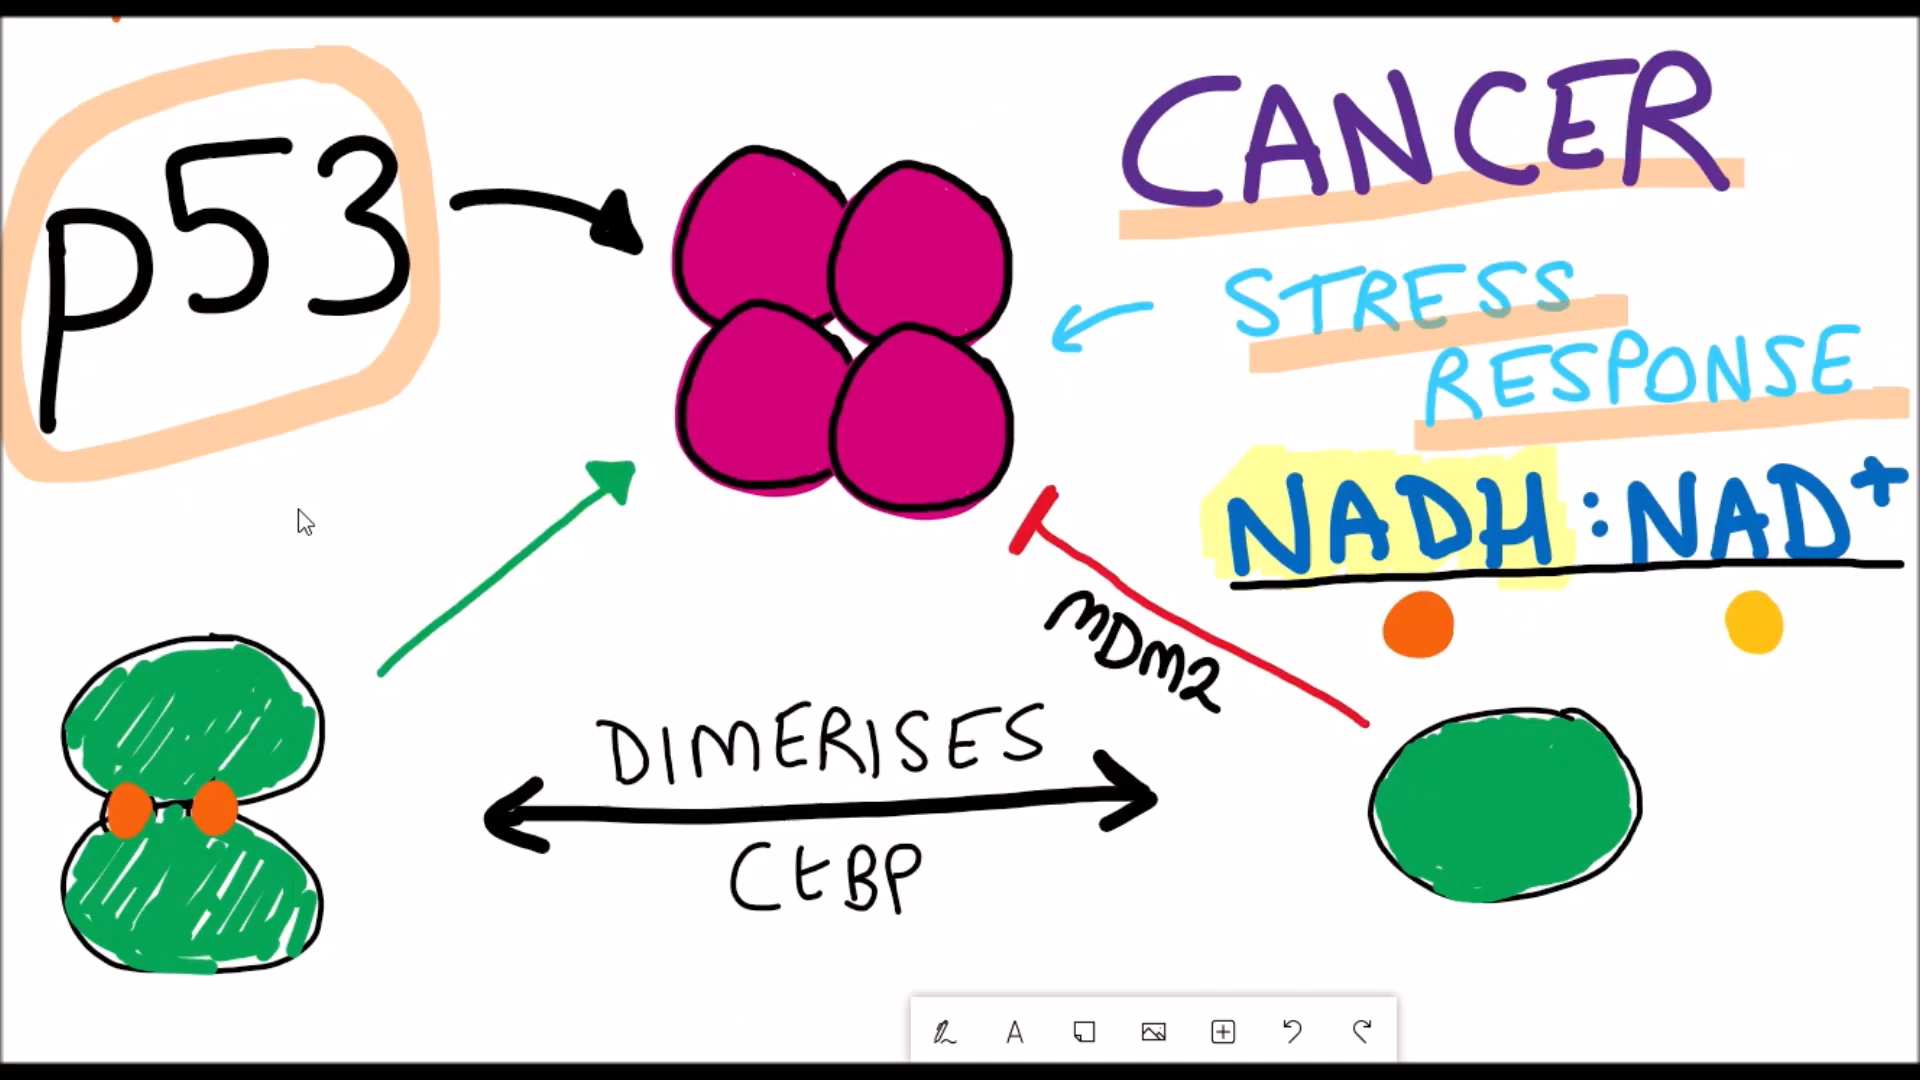 p53
CANCER
STRESS
RESPONSE
NADH:NAD+
MDM2
DIMERISES
CtBP
A